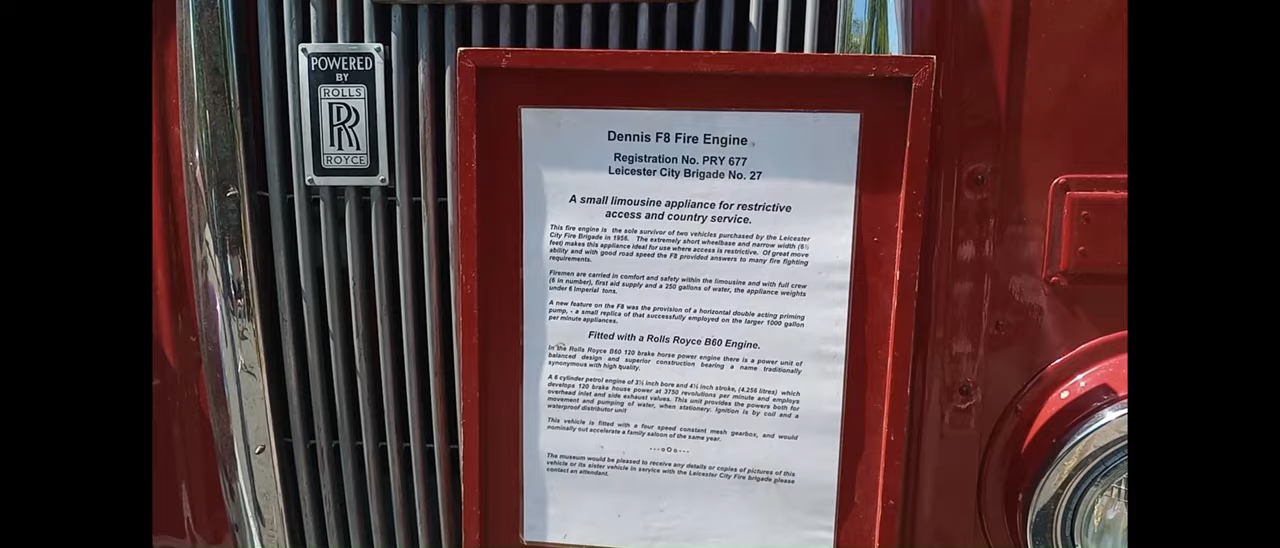 POWERED
BY
ROLLS
RR
ROYCE
Dennis F8 Fire Engine
Registration No. PRY 677
Leicester City Brigade No. 27
A small limousine appliance for restrictive
access and country service.
This fire engine is the sole survivor of two vehicles purchased by the Leicester
City Fire Brigade in 1956. The extremely short wheelbase and narrow width (6½
feet) makes this appliance ideal for use where access is restrictive. Of great move
ability and with good road speed the F8 provided answers to many fire fighting
requirements.
Firemen are carried in comfort and safety within the limousine and with full crew
(6 in number), first aid supply and a 250 gallons of water, the appliance weights
under 6 Imperial tons.
A new feature on the F8 was the provision of a horizontal double acting priming
pump, - a small replica of that successfully employed on the larger 1000 gallon
per minute appliances.
Fitted with a Rolls Royce B60 Engine.
In the Rolls Royce B60 120 brake horse power engine there is a power unit of
balanced design and superior construction bearing a name traditionally
synonymous with high quality.
A 6 cylinder petrol engine of 3½ inch bore and 4½ inch stroke, (4.256 litres) which
develops 120 brake house power at 3750 revolutions per minute and employs
overhead inlet and side exhaust values. This unit provides the powers both for
movement and pumping of water, when stationery. Ignition is by coil and a
waterproof distributor unit
This vehicle is fitted with a four speed constant mesh gearbox, and would
nominally out accelerate a family saloon of the same year.
---oOo---
The museum would be pleased to receive any details or copies of pictures of this
vehicle or its sister vehicle in service with the Leicester City Fire brigade please
contact an attendant.